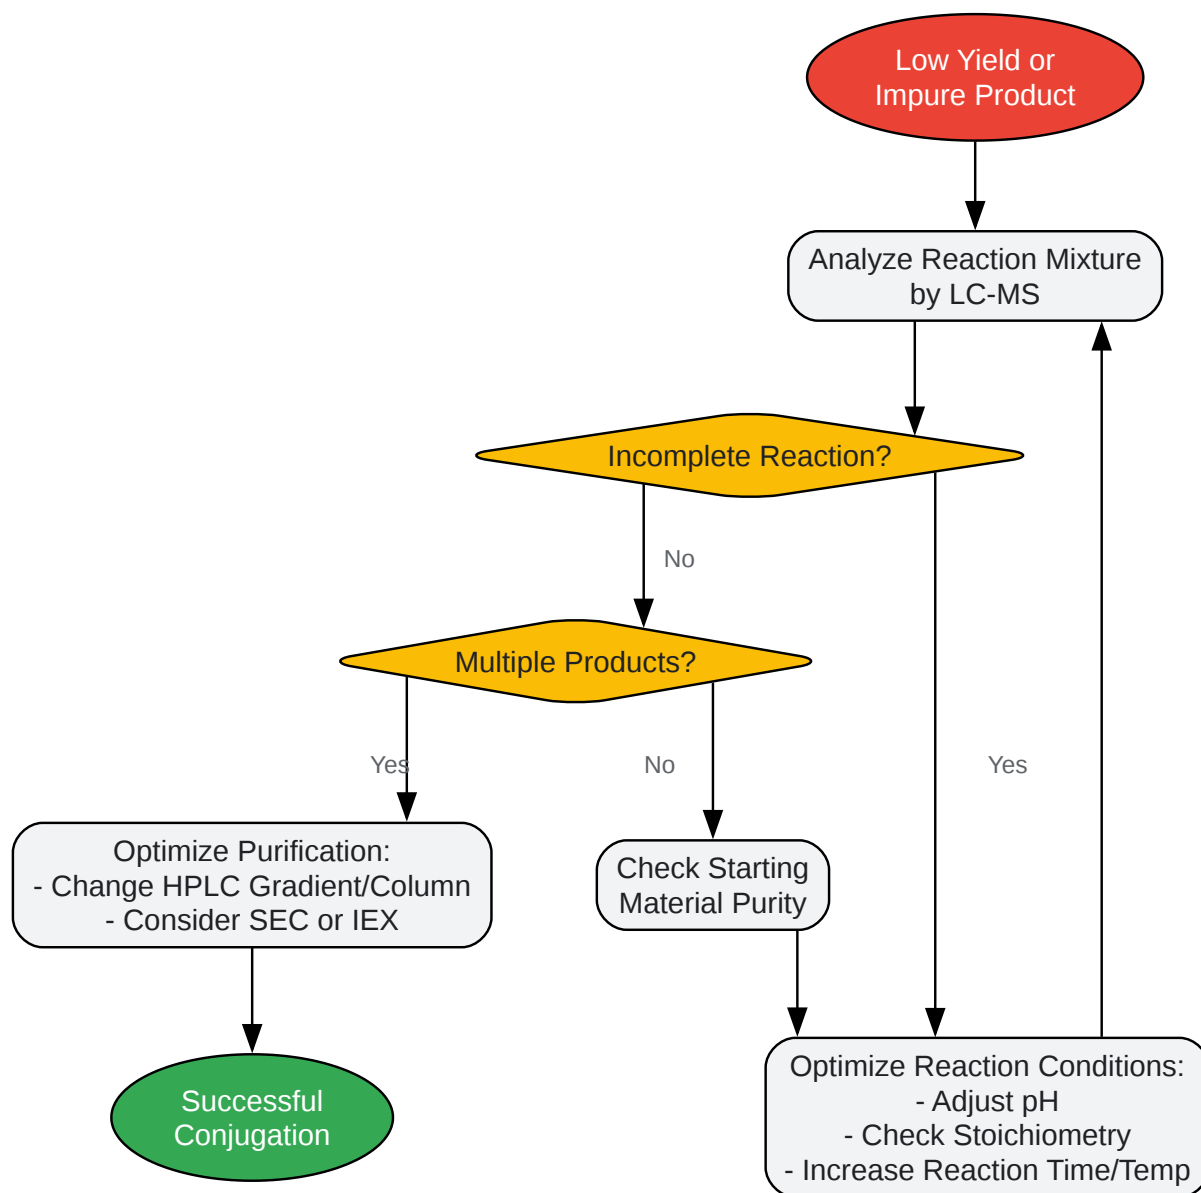 Low Yield or
Impure Product
Analyze Reaction Mixture
by LC-MS
Incomplete Reaction?
No
Multiple Products?
Yes
No
Yes
Optimize Purification:
- Change HPLC Gradient/Column
- Consider SEC or IEX
Check Starting
Material Purity
Optimize Reaction Conditions:
- Adjust pH
- Check Stoichiometry
- Increase Reaction Time/Temp
Successful
Conjugation